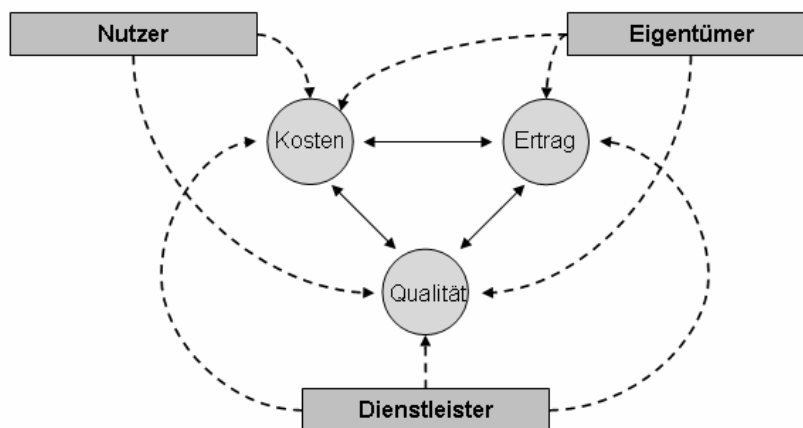 Nutzer
Eigentümer
Kosten
Ertrag
Qualität
Dienstleister